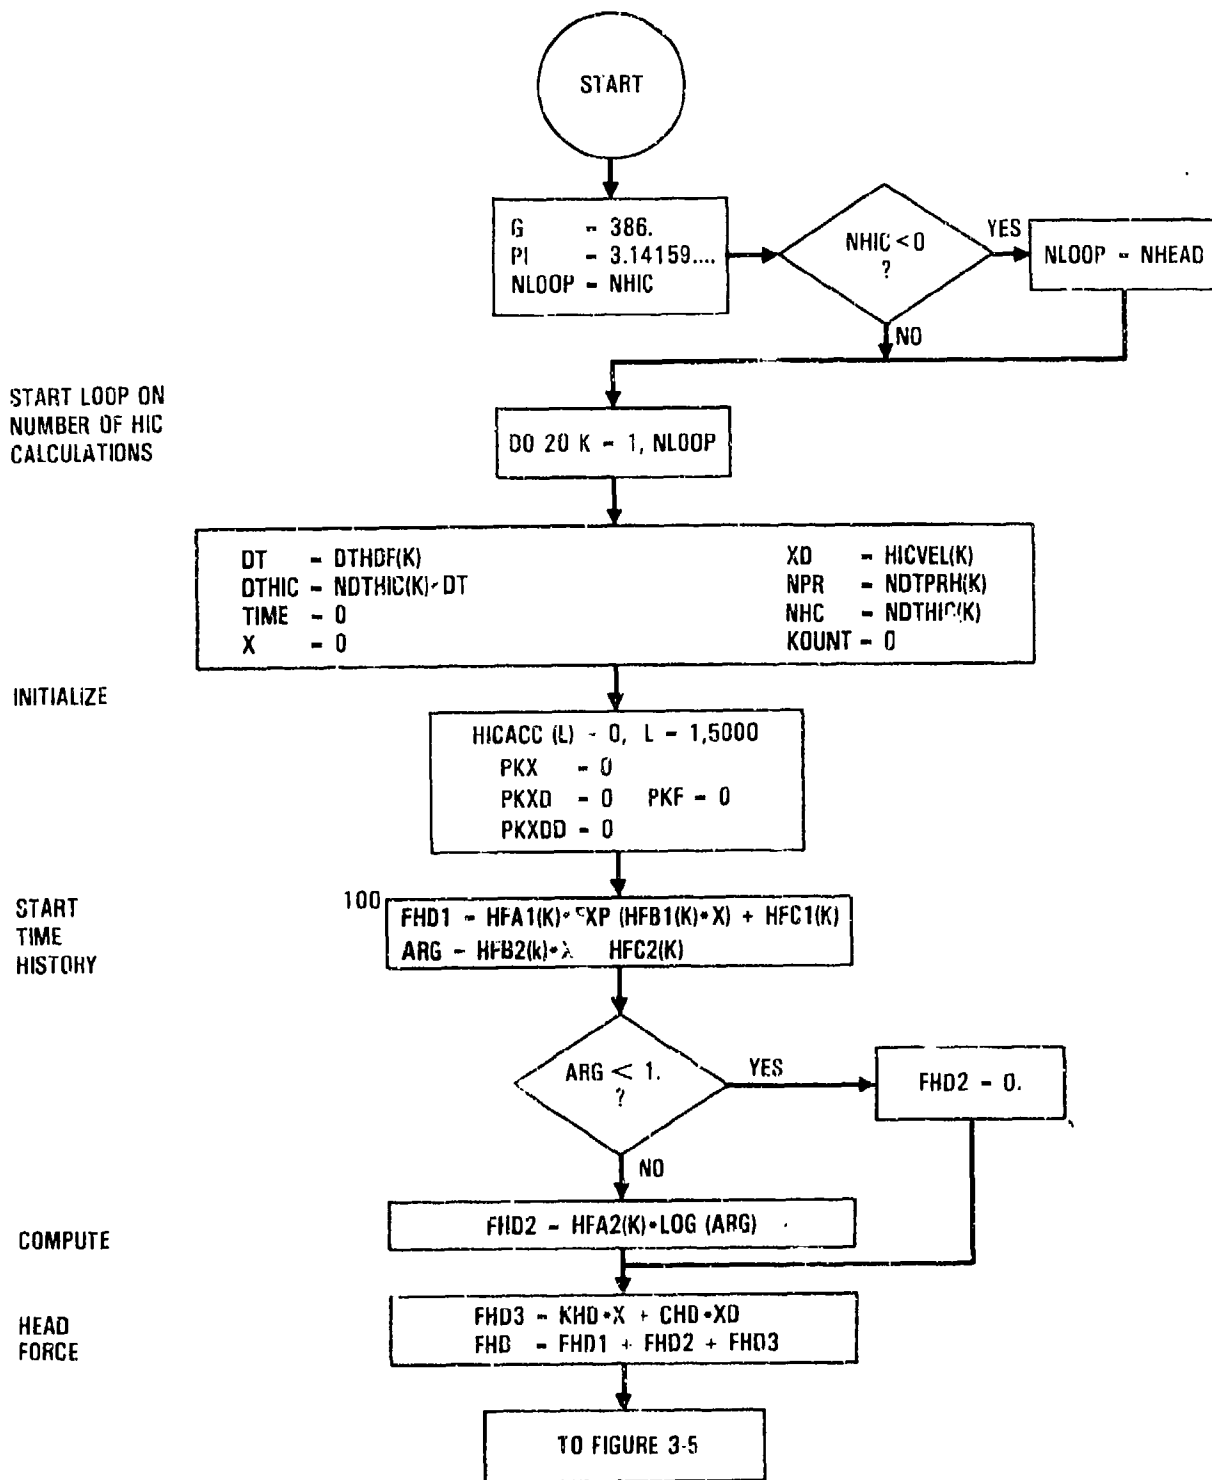 START
G = 386.
PI = 3.14159....
NLOOP = NHIC
NHIC < 0
?
YES
NLOOP = NHEAD
NO
START LOOP ON
NUMBER OF HIC
CALCULATIONS
DO 20 K = 1, NLOOP
DT = DTHDF(K)
DTHIC = NDTHIC(K)*DT
TIME = 0
X = 0
XD = HICVEL(K)
NPR = NDTPRH(K)
NHC = NDTHIC(K)
KOUNT = 0
INITIALIZE
HICACC (L) = 0, L = 1,5000
PKX = 0
PKXD = 0 PKF = 0
PKXDD = 0
START
TIME
HISTORY
100
FHD1 = HFA1(K)*EXP (HFB1(K)*X) + HFC1(K)
ARG = HFB2(k)*X HFC2(K)
ARG < 1.
?
YES
FHD2 = 0.
NO
COMPUTE
FHD2 = HFA2(K)*LOG (ARG)
HEAD
FORCE
FHD3 = KHD*X + CHD*XD
FHD = FHD1 + FHD2 + FHD3
TO FIGURE 3-5